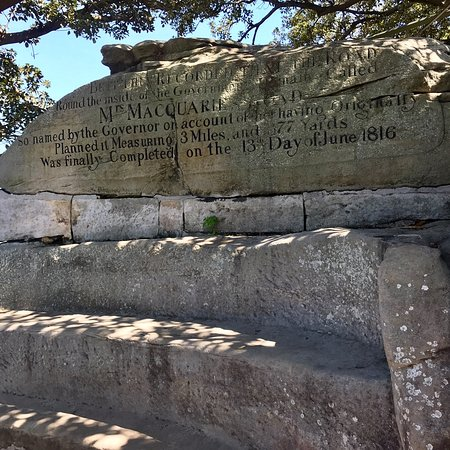 BE it thus RECORDED that THE ROAD
Round the inside of the Government Domain Called
MRS MACQUARIE'S ROAD
so named by the Governor on account of her having Originally
Planned it Measuring 3 Miles, and 377 Yards
Was finally Completed on the 13th Day of June 1816